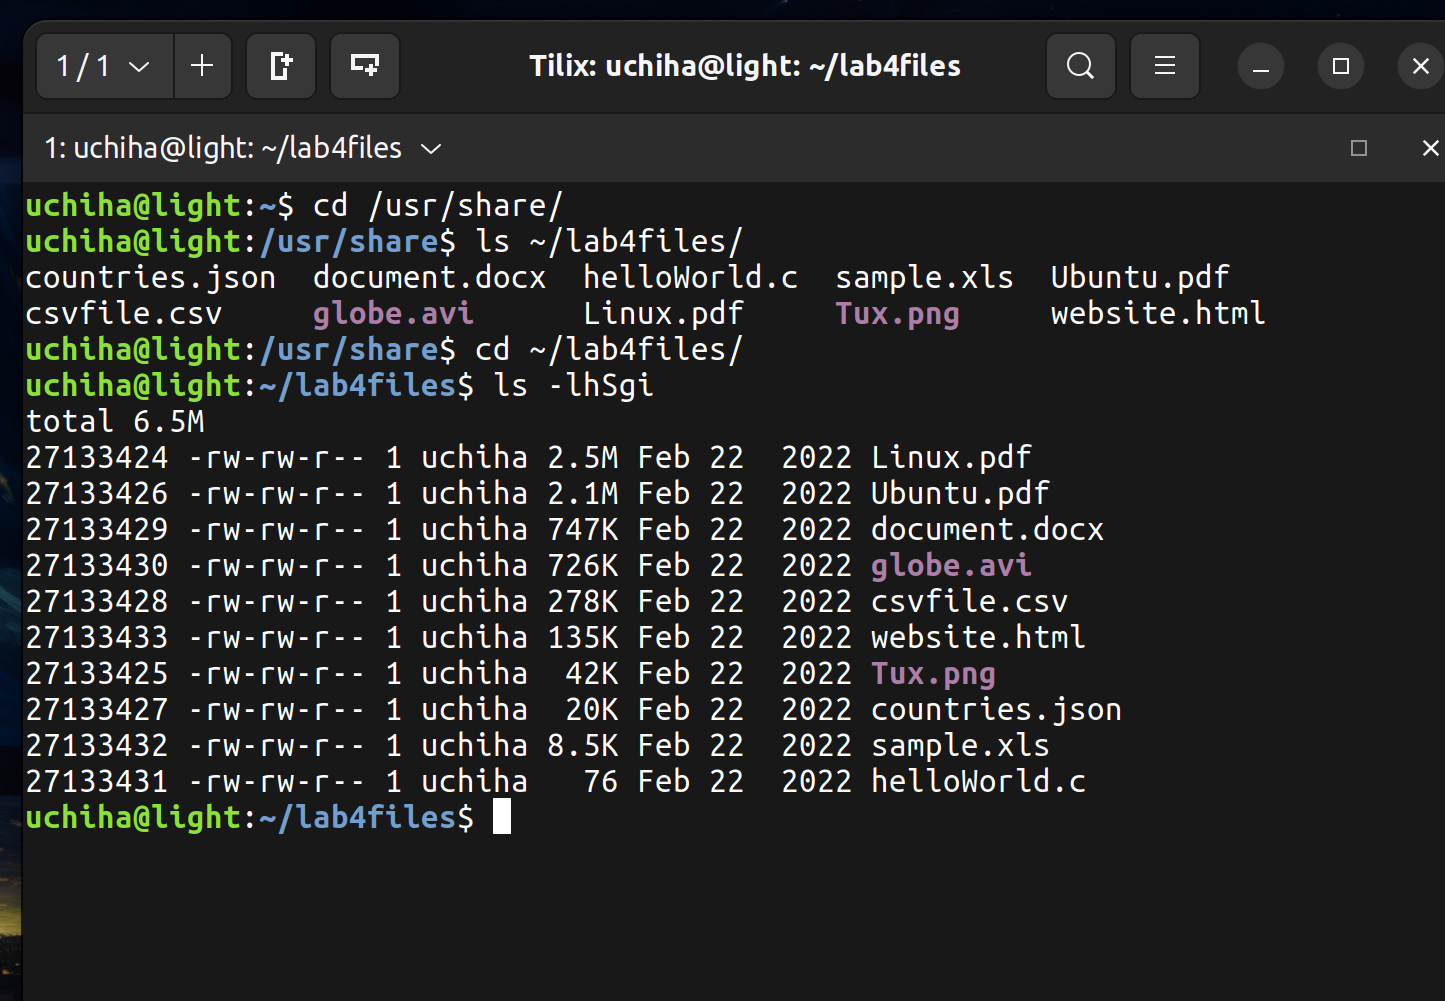 1 / 1
Tilix: uchiha@light: ~/lab4files
1: uchiha@light: ~/lab4files
uchiha@light:~$ cd /usr/share/
uchiha@light:/usr/share$ ls ~/lab4files/
countries.json  document.docx  helloWorld.c  sample.xls  Ubuntu.pdf
csvfile.csv     globe.avi      Linux.pdf     Tux.png     website.html
uchiha@light:/usr/share$ cd ~/lab4files/
uchiha@light:~/lab4files$ ls -lhSgi
total 6.5M
27133424 -rw-rw-r-- 1 uchiha 2.5M Feb 22  2022 Linux.pdf
27133426 -rw-rw-r-- 1 uchiha 2.1M Feb 22  2022 Ubuntu.pdf
27133429 -rw-rw-r-- 1 uchiha 747K Feb 22  2022 document.docx
27133430 -rw-rw-r-- 1 uchiha 726K Feb 22  2022 globe.avi
27133428 -rw-rw-r-- 1 uchiha 278K Feb 22  2022 csvfile.csv
27133433 -rw-rw-r-- 1 uchiha 135K Feb 22  2022 website.html
27133425 -rw-rw-r-- 1 uchiha  42K Feb 22  2022 Tux.png
27133427 -rw-rw-r-- 1 uchiha  20K Feb 22  2022 countries.json
27133432 -rw-rw-r-- 1 uchiha 8.5K Feb 22  2022 sample.xls
27133431 -rw-rw-r-- 1 uchiha   76 Feb 22  2022 helloWorld.c
uchiha@light:~/lab4files$